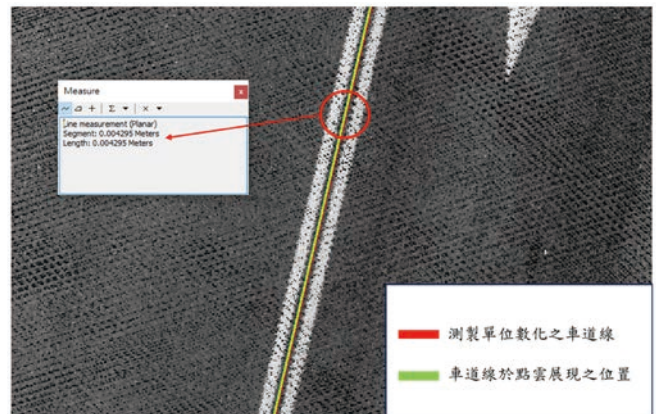 Measure
Line measurement (Planar)
Segment: 0.004295 Meters
Length: 0.004295 Meters
測製單位數化之車道線
車道線於點雲展現之位置